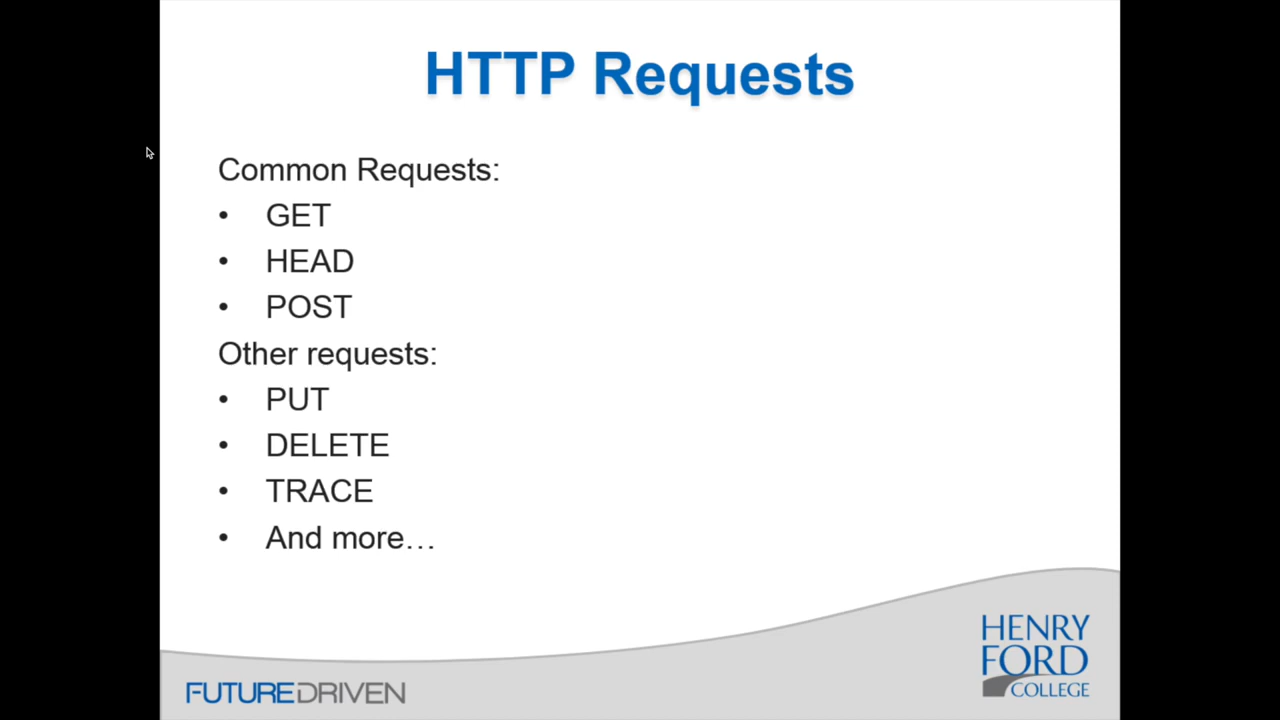 HTTP Requests
Common Requests:
• GET
• HEAD
• POST
Other requests:
• PUT
• DELETE
• TRACE
• And more…
FUTUREDRIVEN
HENRY
FORD
COLLEGE